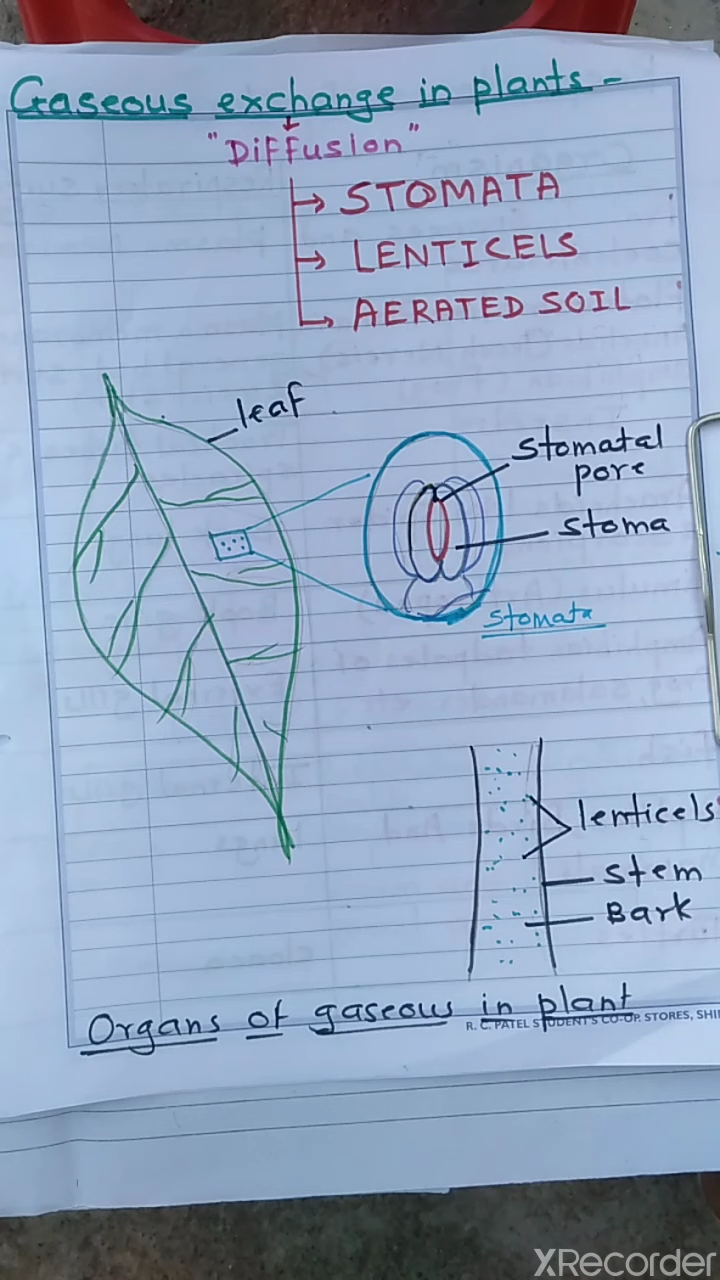 Gaseous exchange in plants -
"Diffusion"
→ STOMATA
→ LENTICELS
→ AERATED SOIL
leaf
stomatal
pore
stoma
stomata
lenticels
stem
Bark
Organs of gaseous in plant
R. C. PATEL STUDENT'S CO-OP. STORES, SHI
XRecorder